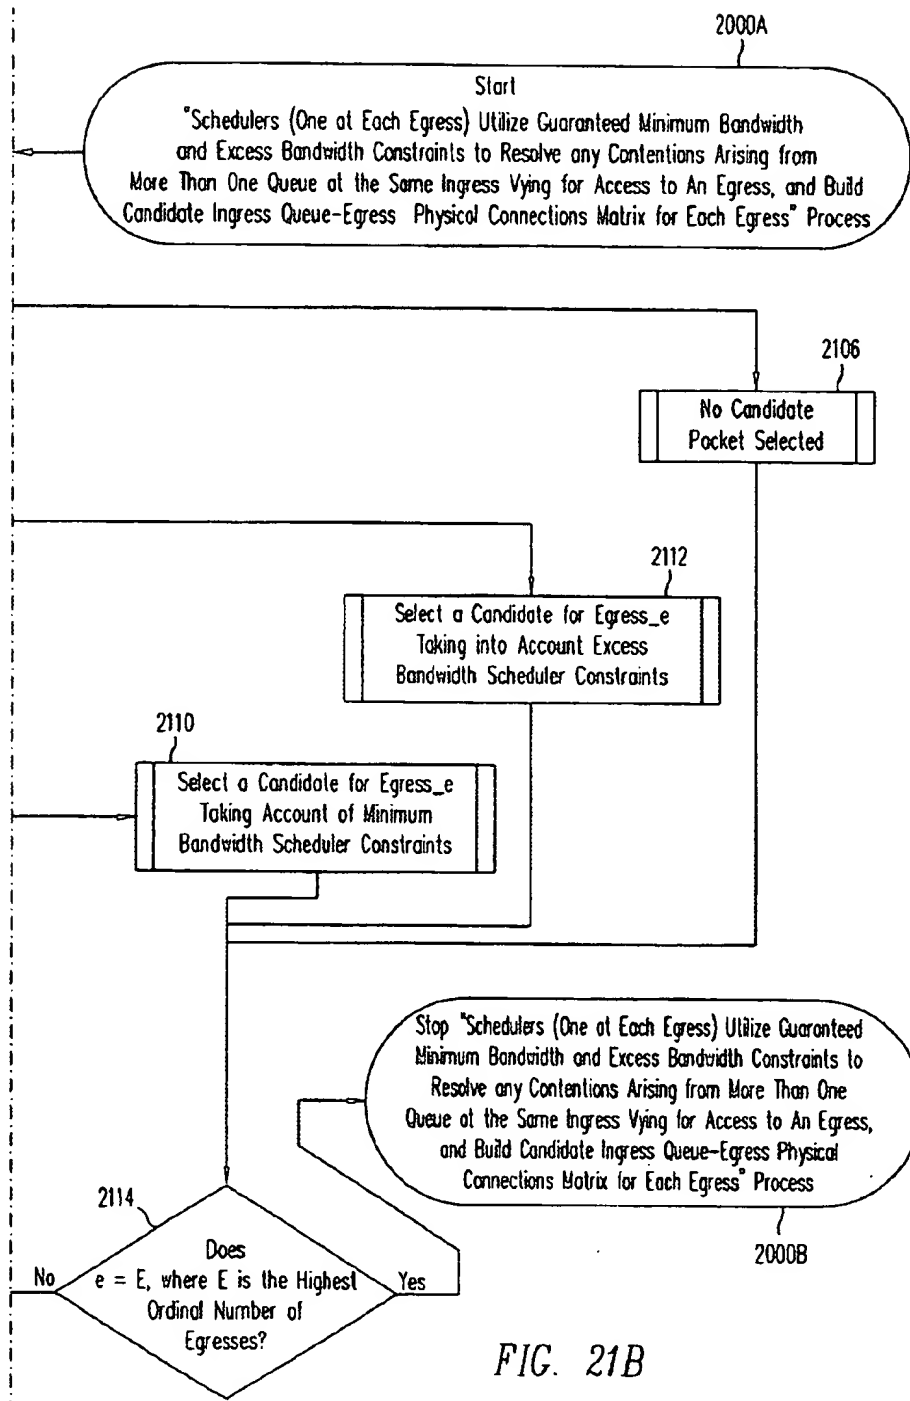 2000A
Start
"Schedulers (One at Each Egress) Utilize Guaranteed Minimum Bandwidth
and Excess Bandwidth Constraints to Resolve any Contentions Arising from
More Than One Queue at the Same Ingress Vying for Access to An Egress, and Build
Candidate Ingress Queue-Egress Physical Connections Matrix for Each Egress" Process
2106
No Candidate
Packet Selected
2112
Select a Candidate for Egress_e
Taking into Account Excess
Bandwidth Scheduler Constraints
2110
Select a Candidate for Egress_e
Taking Account of Minimum
Bandwidth Scheduler Constraints
Stop "Schedulers (One at Each Egress) Utilize Guaranteed
Minimum Bandwidth and Excess Bandwidth Constraints to
Resolve any Contentions Arising from More Than One
Queue at the Same Ingress Vying for Access to An Egress,
and Build Candidate Ingress Queue-Egress Physical
Connections Matrix for Each Egress" Process
2000B
2114
Does
e = E, where E is the Highest
Ordinal Number of
Egresses?
No
Yes
FIG. 21B